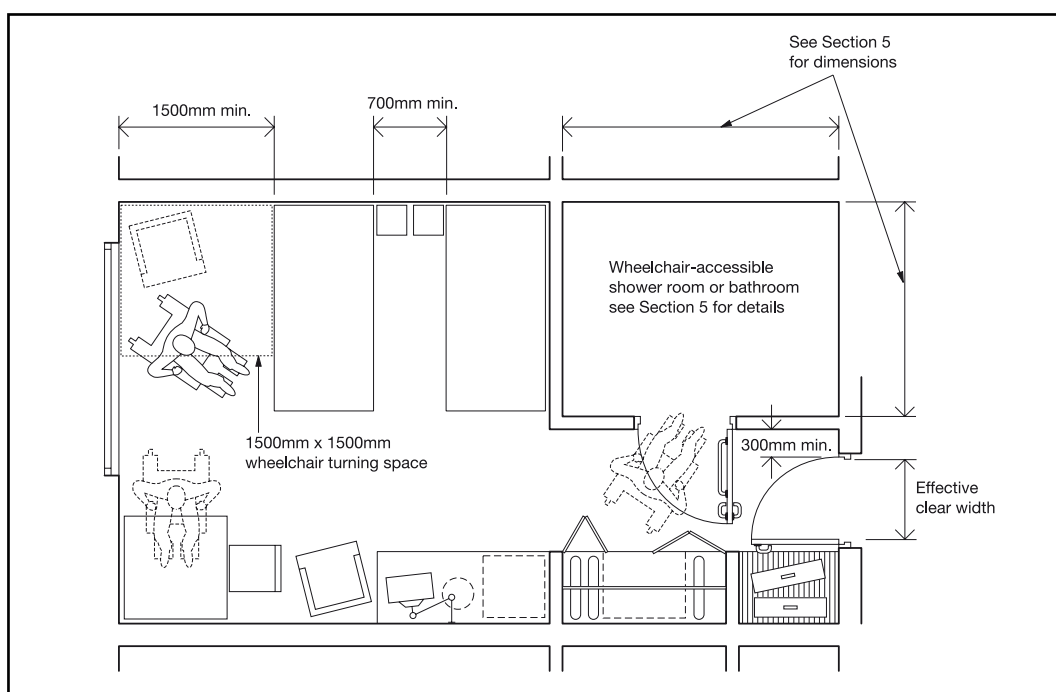 See Section 5
for dimensions
1500mm min.
700mm min.
Wheelchair-accessible
shower room or bathroom
see Section 5 for details
1500mm x 1500mm
wheelchair turning space
300mm min.
Effective
clear width